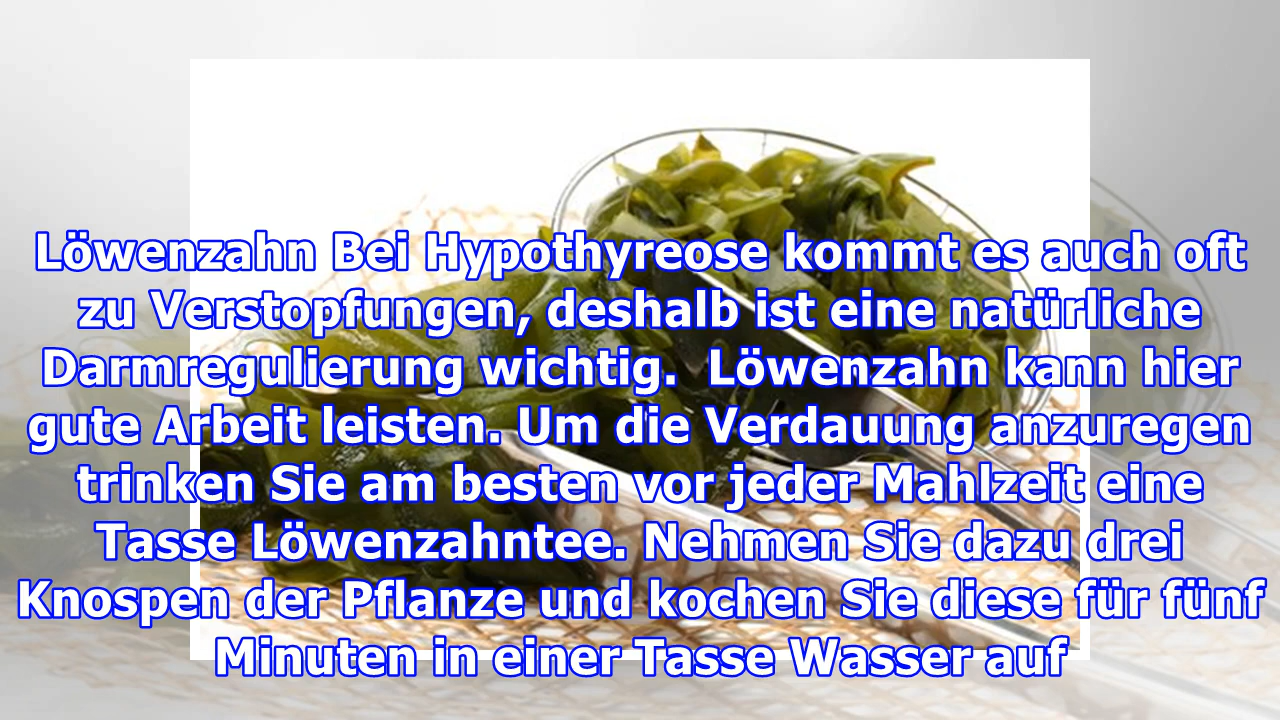 Löwenzahn Bei Hypothyreose kommt es auch oft
zu Verstopfungen, deshalb ist eine natürliche
Darmregulierung wichtig.  Löwenzahn kann hier
gute Arbeit leisten. Um die Verdauung anzuregen
trinken Sie am besten vor jeder Mahlzeit eine
Tasse Löwenzahntee. Nehmen Sie dazu drei
Knospen der Pflanze und kochen Sie diese für fünf
Minuten in einer Tasse Wasser auf